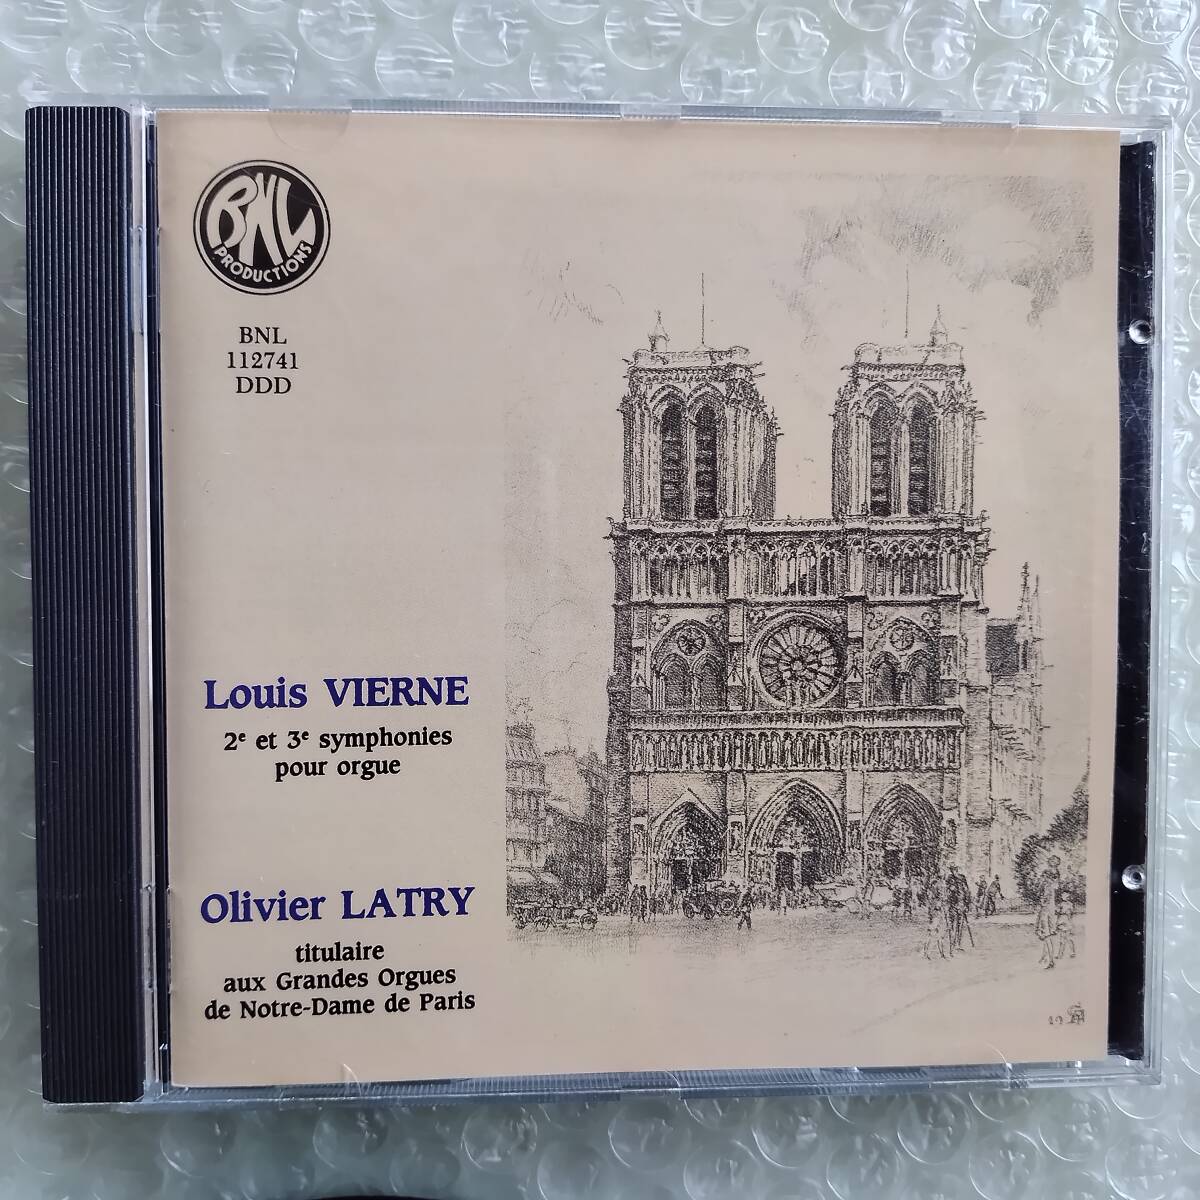 BNL
PRODUCTIONS
BNL
112741
DDD
Louis VIERNE
2e et 3e symphonies
pour orgue
Olivier LATRY
titulaire
aux Grandes Orgues
de Notre-Dame de Paris